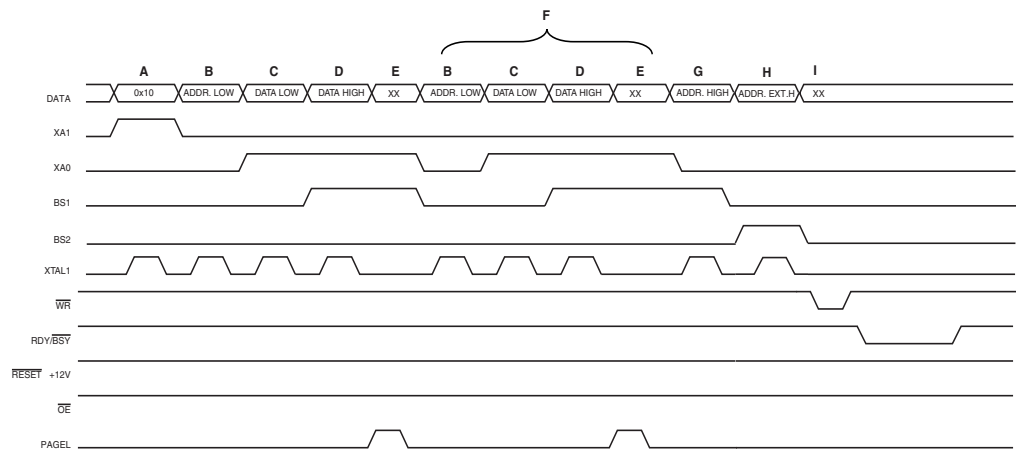 F
A B C D E B C D E G H I
DATA 0x10 ADDR. LOW DATA LOW DATA HIGH XX ADDR. LOW DATA LOW DATA HIGH XX ADDR. HIGH ADDR. EXT.H XX
XA1
XA0
BS1
BS2
XTAL1
WR
RDY/BSY
RESET +12V
OE
PAGEL